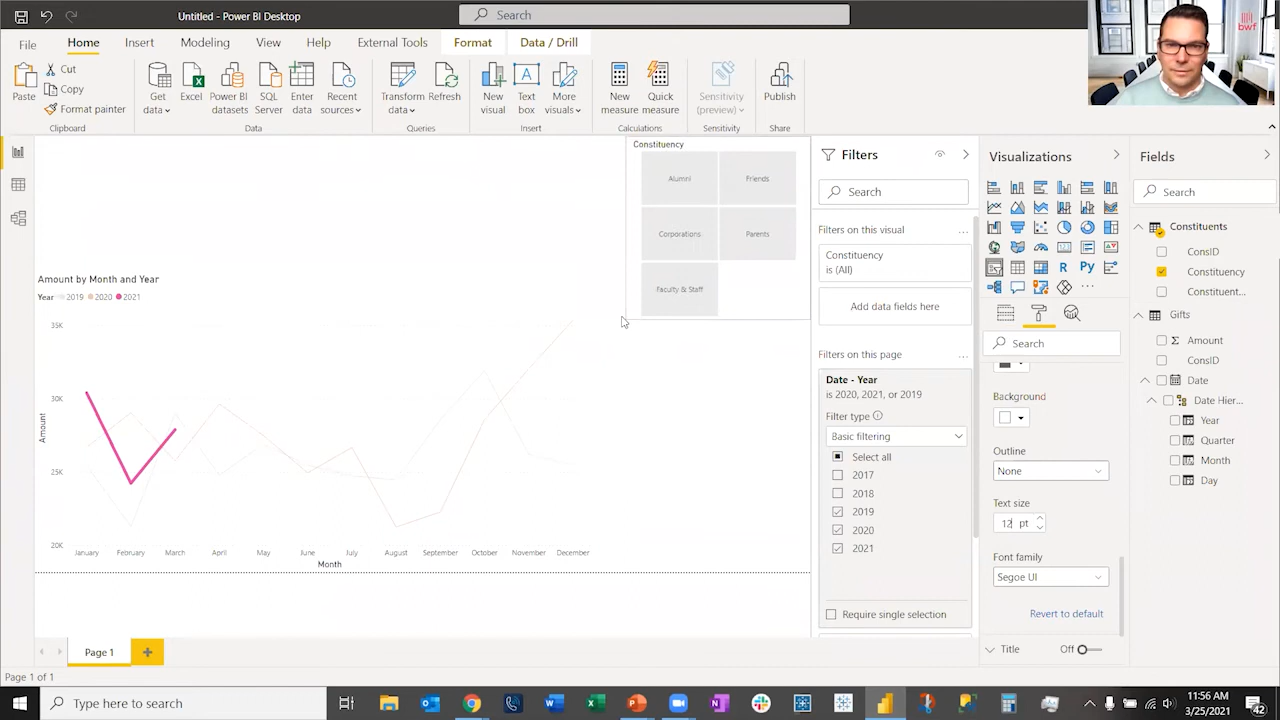 Untitled - Power BI Desktop
Search
bwf
File
Home
Insert
Modeling
View
Help
External Tools
Format
Data / Drill
Paste
Cut
Copy
Format painter
Clipboard
Get data
Excel
Power BI datasets
SQL Server
Enter data
Recent sources
Data
Transform data
Refresh
Queries
New visual
Text box
More visuals
Insert
New measure
Quick measure
Calculations
Sensitivity (preview)
Sensitivity
Publish
Share
Constituency
Alumni
Friends
Corporations
Parents
Faculty & Staff
Amount by Month and Year
Year 2019 2020 2021
35K
30K
25K
20K
Amount
January February March April May June July August September October November December
Month
Filters
Search
Filters on this visual
...
Constituency
is (All)
Add data fields here
Filters on this page
...
Date - Year
is 2020, 2021, or 2019
Filter type
Basic filtering
Select all
2017
2018
2019
2020
2021
Require single selection
Visualizations
R
Py
...
Search
Background
Outline
None
Text size
12 pt
Font family
Segoe UI
Revert to default
Title
Off
Fields
Search
Constituents
ConsID
Constituency
Constituent...
Gifts
Amount
ConsID
Date
Date Hier...
Year
Quarter
Month
Day
Page 1
Page 1 of 1
Type here to search
11:56 AM
3/25/2021